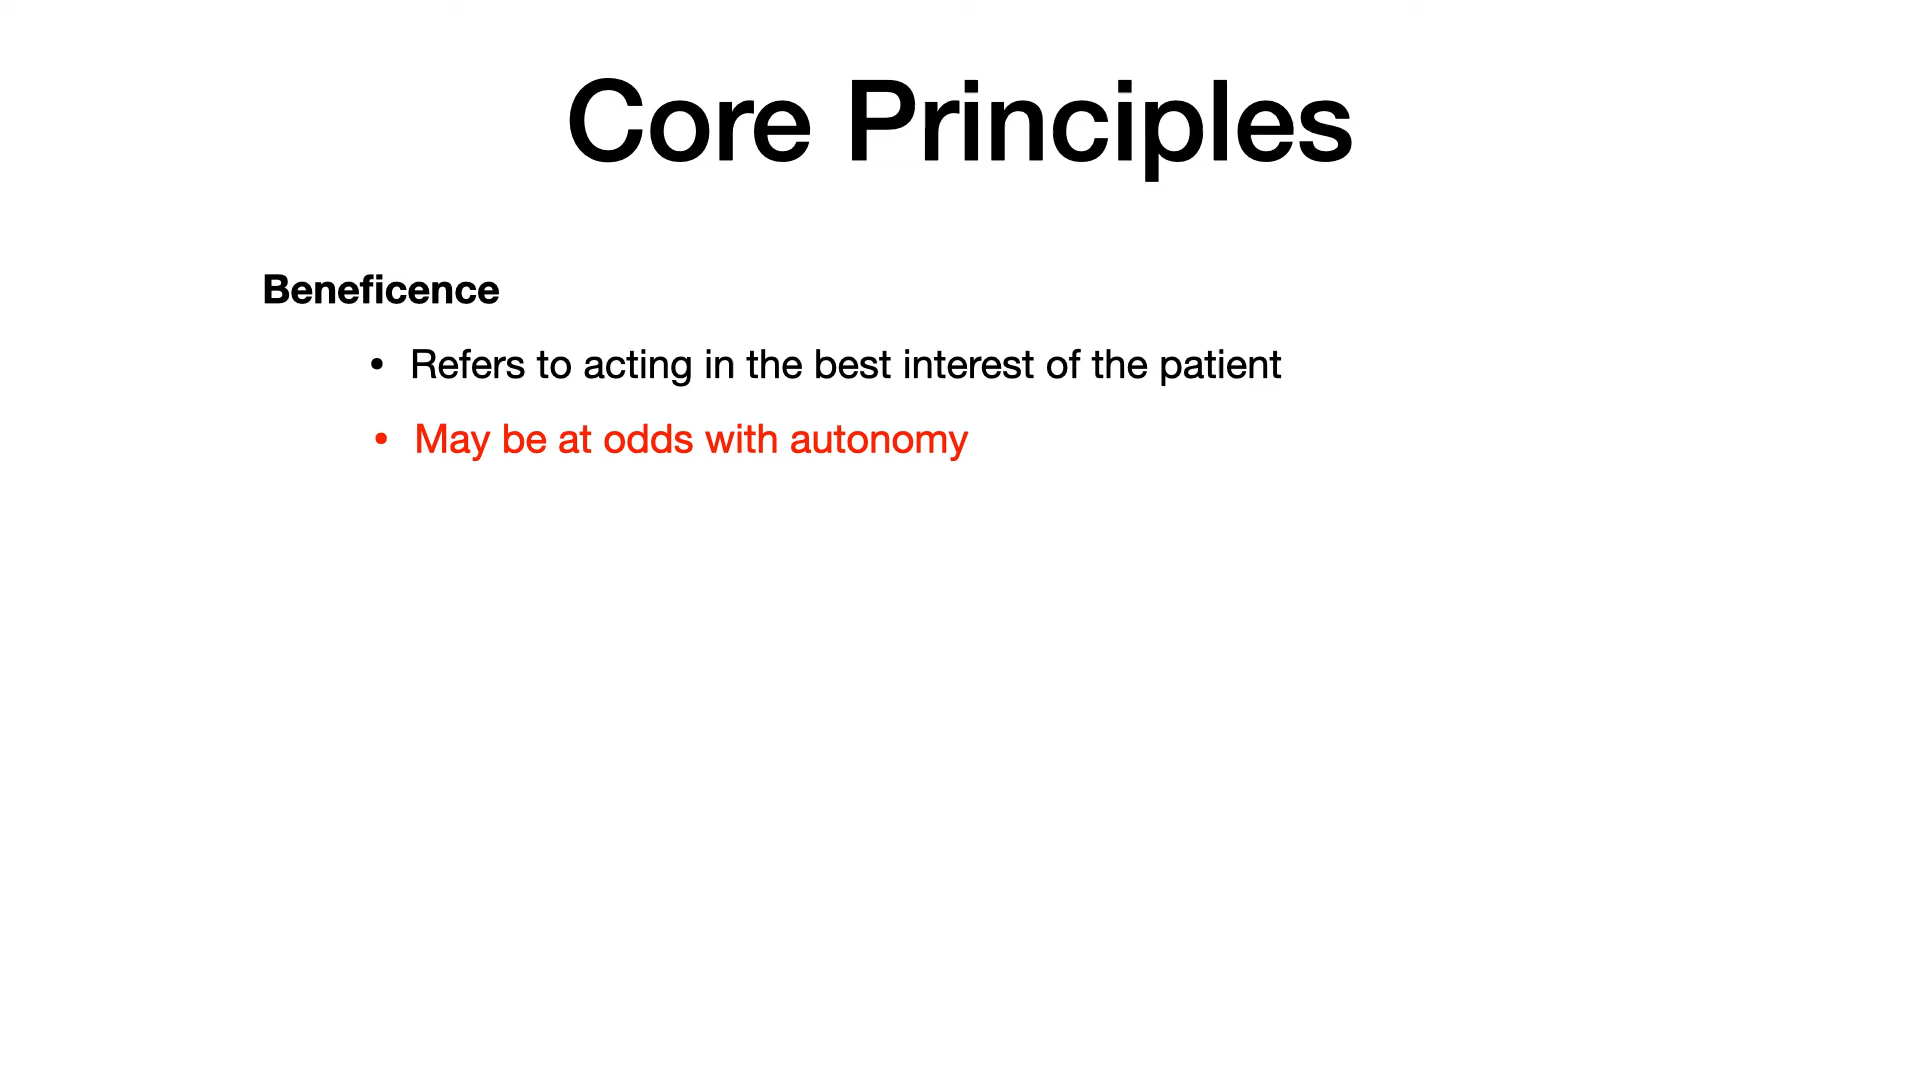 Core Principles
Beneficence
• Refers to acting in the best interest of the patient
• May be at odds with autonomy